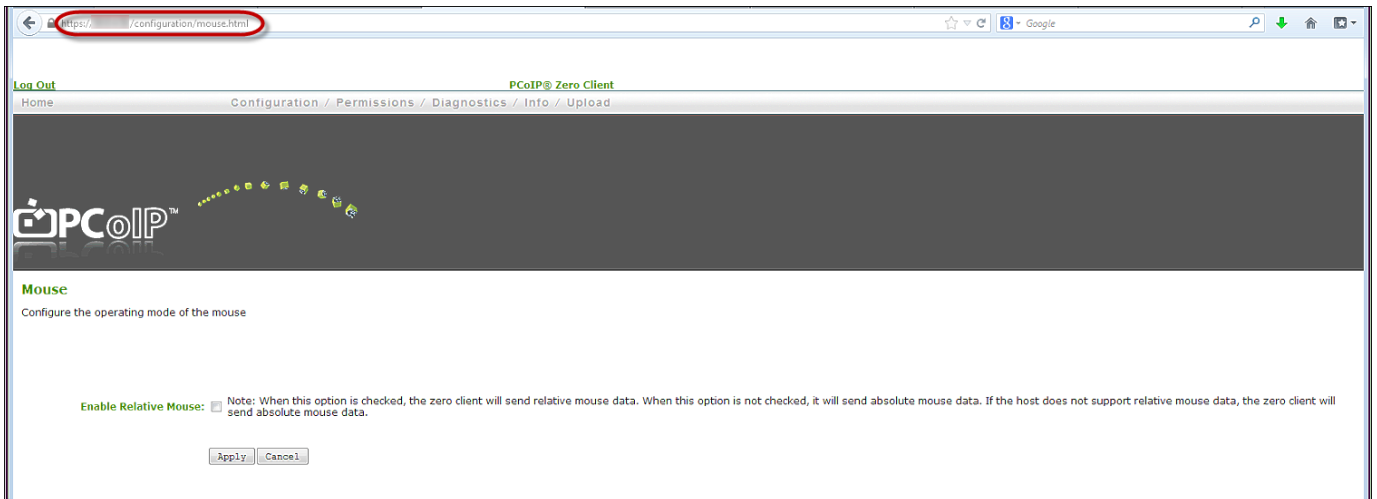 https:/ /configuration/mouse.html
Google
Log Out PCoIP® Zero Client
Home Configuration / Permissions / Diagnostics / Info / Upload
PCoIP™
Mouse
Configure the operating mode of the mouse
Enable Relative Mouse: Note: When this option is checked, the zero client will send relative mouse data. When this option is not checked, it will send absolute mouse data. If the host does not support relative mouse data, the zero client will
send absolute mouse data.
Apply Cancel